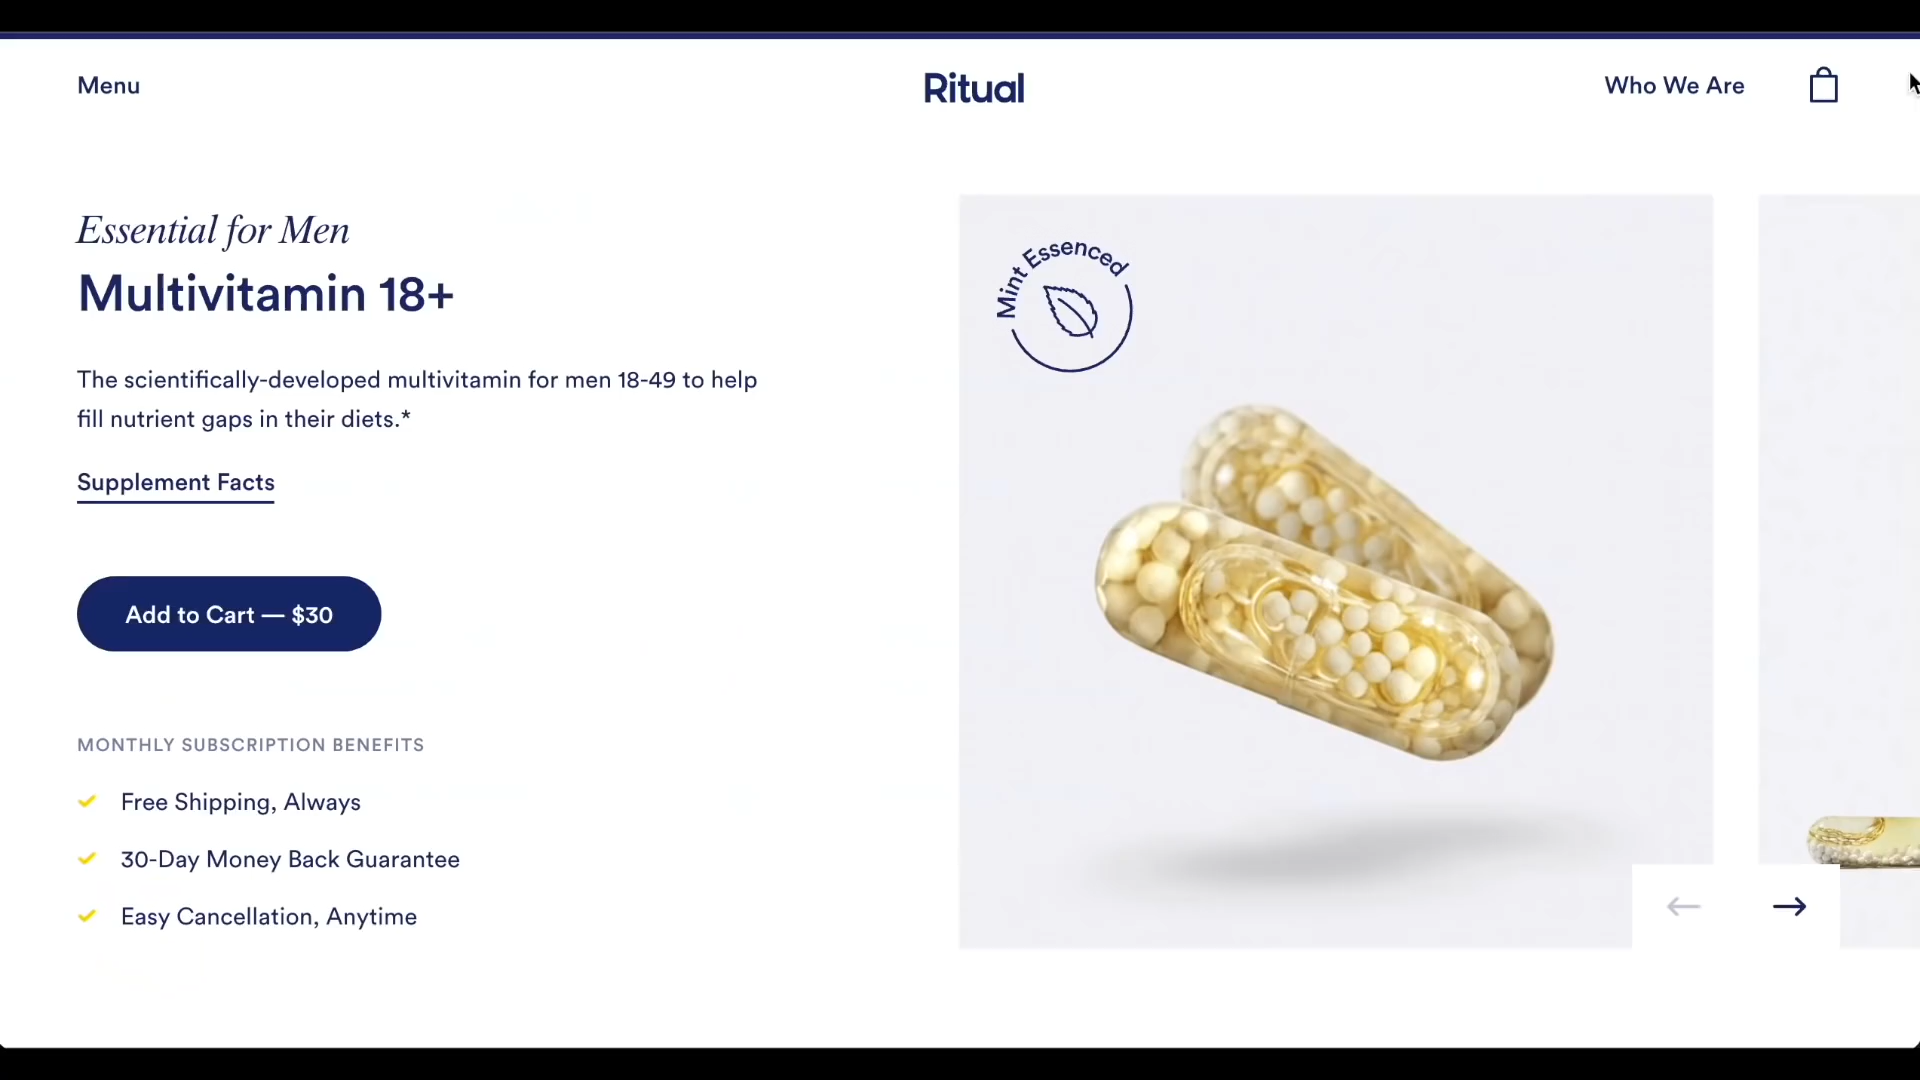 Menu
Ritual
Who We Are
Essential for Men
Multivitamin 18+
The scientifically-developed multivitamin for men 18-49 to help
fill nutrient gaps in their diets.*
Supplement Facts
Add to Cart — $30
MONTHLY SUBSCRIPTION BENEFITS
Free Shipping, Always
30-Day Money Back Guarantee
Easy Cancellation, Anytime
Mint Essenced